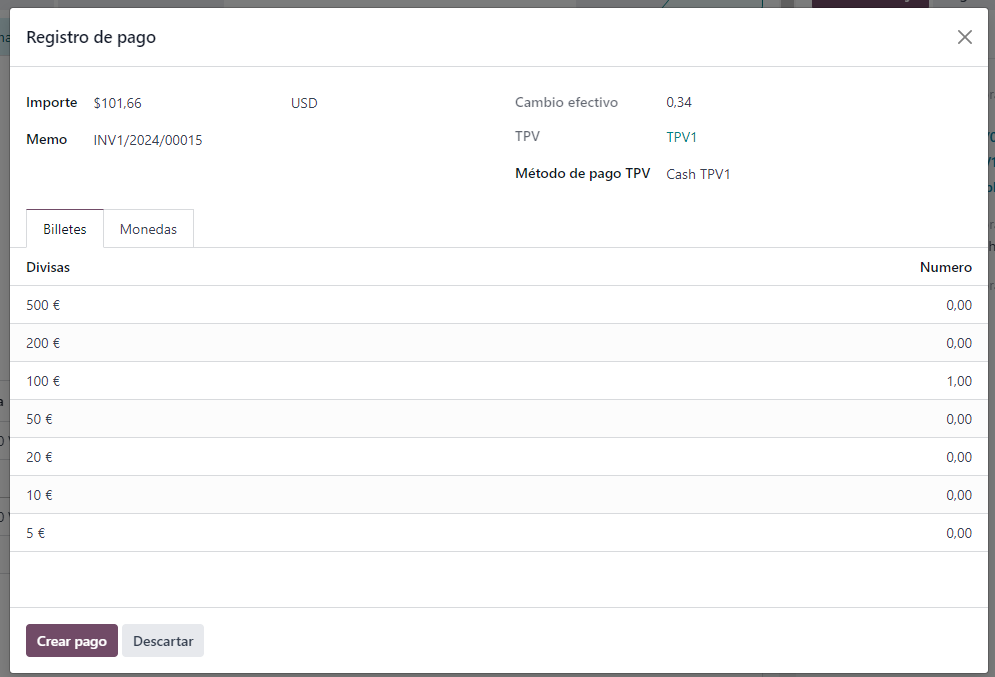 Registro de pago
Importe $101,66 USD
Memo INV1/2024/00015
Cambio efectivo 0,34
TPV TPV1
Método de pago TPV Cash TPV1
Billetes Monedas
Divisas Numero
500 € 0,00
200 € 0,00
100 € 1,00
50 € 0,00
20 € 0,00
10 € 0,00
5 € 0,00
Crear pago Descartar